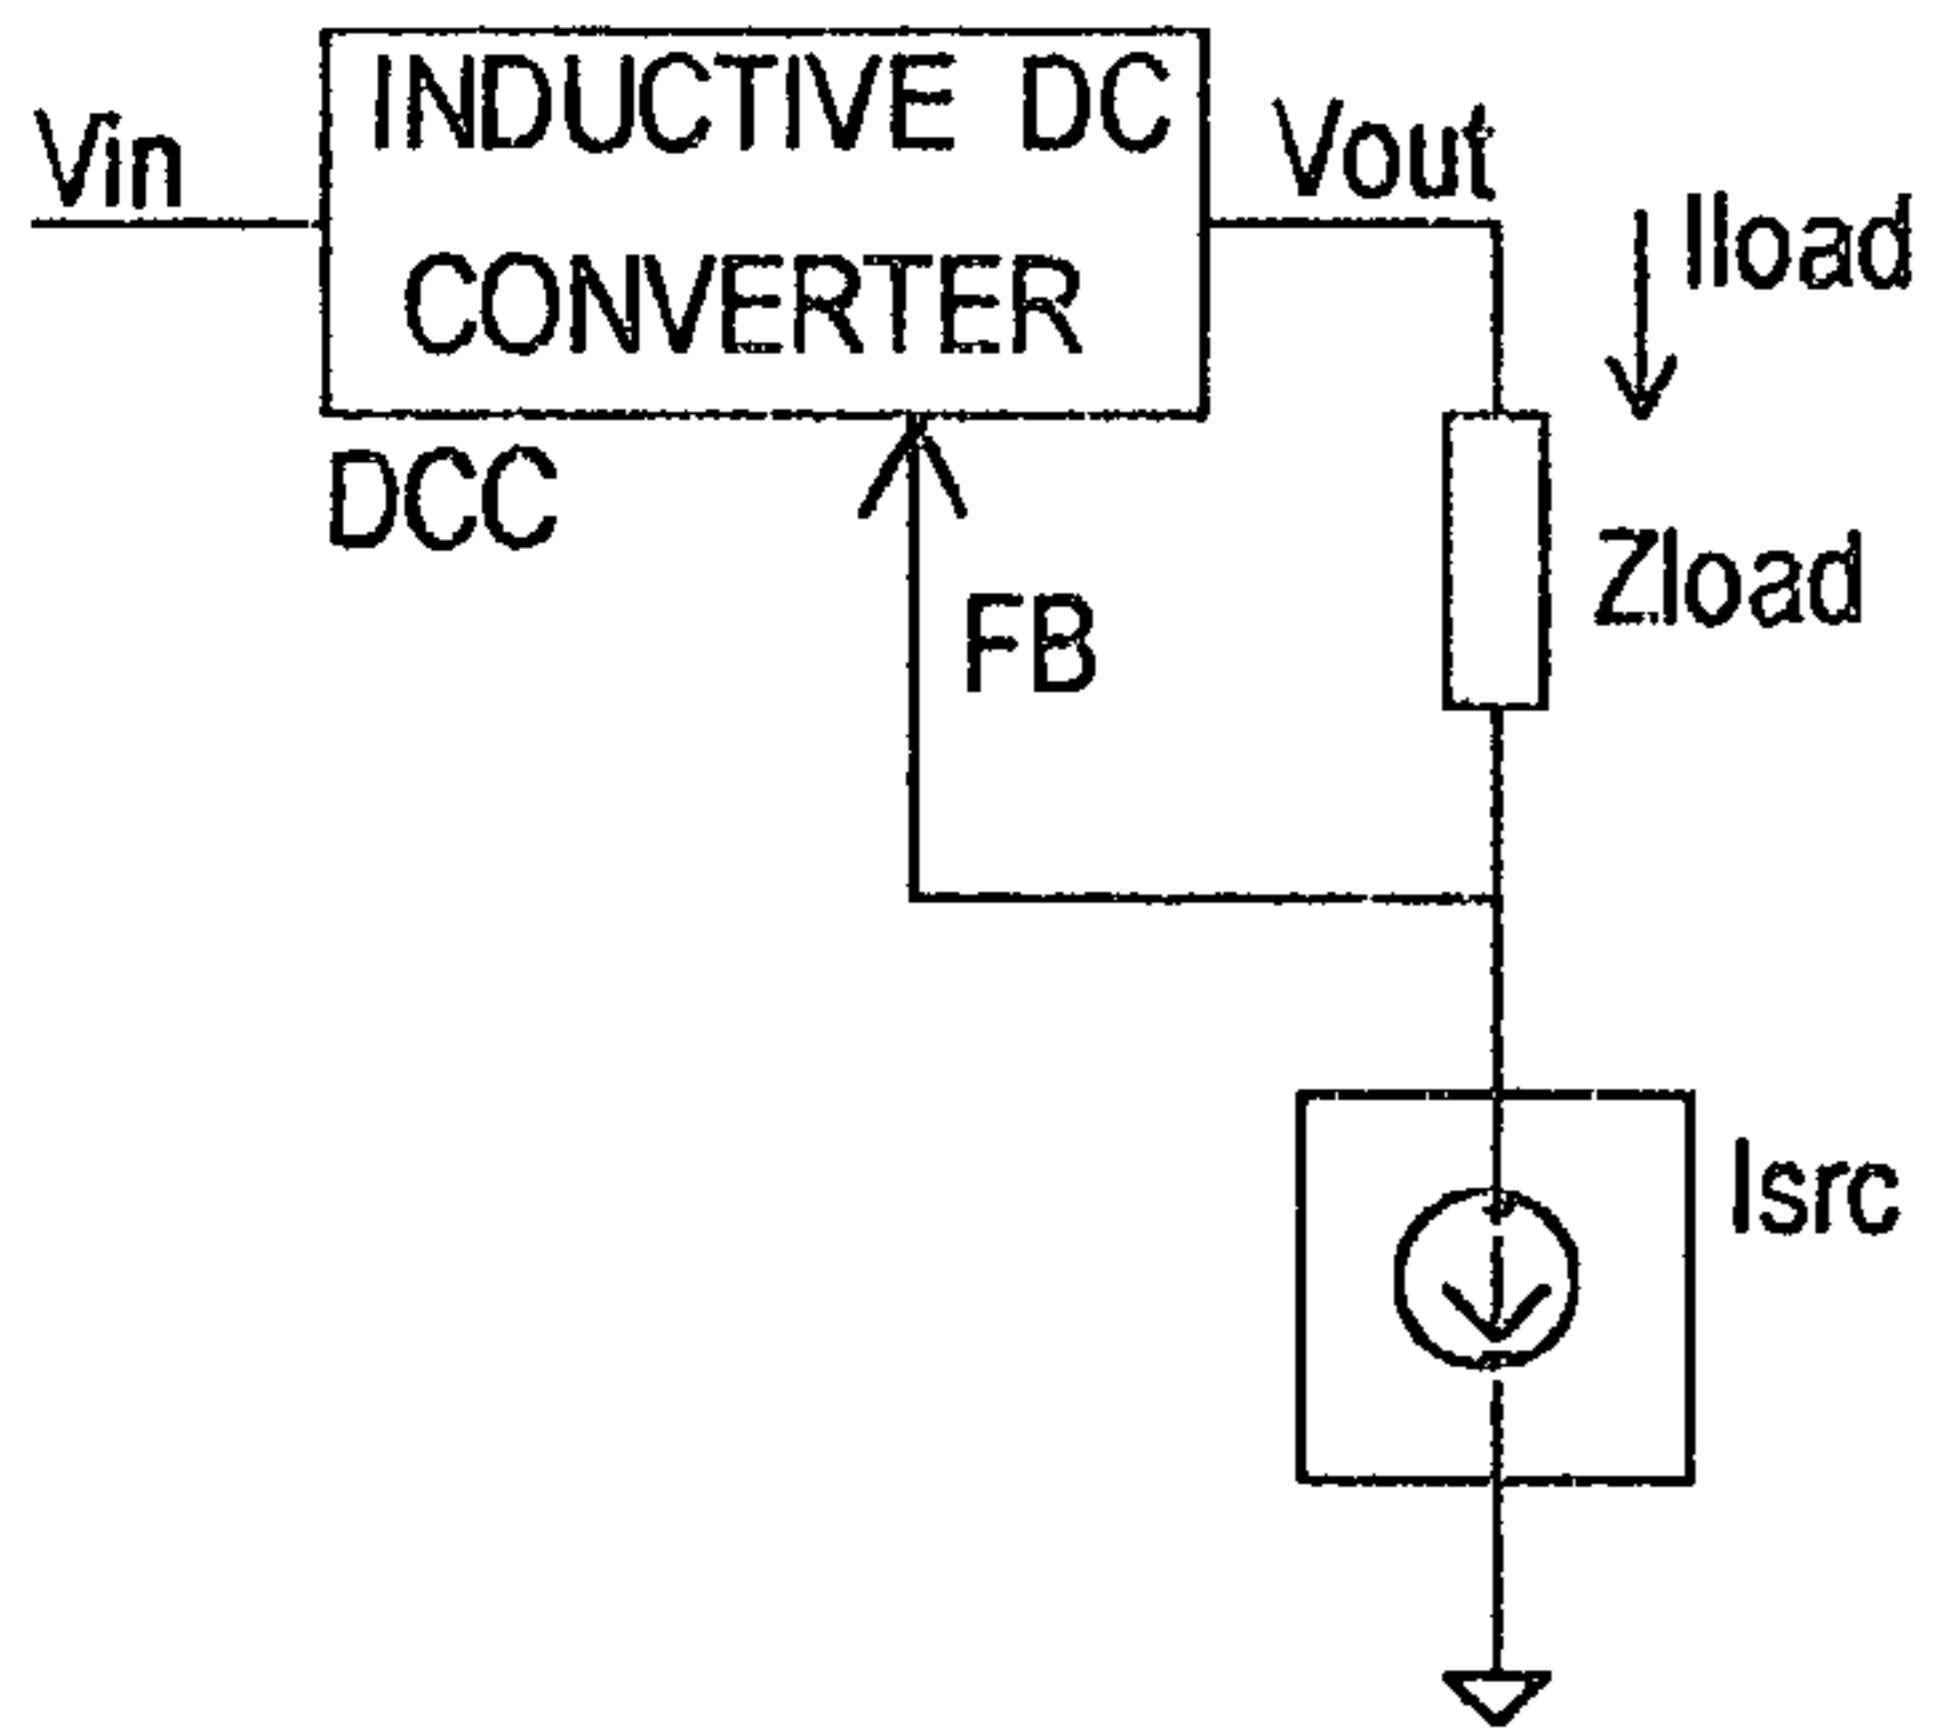 Vin
INDUCTIVE DC
CONVERTER
Vout
Iload
DCC
Zload
FB
Isrc